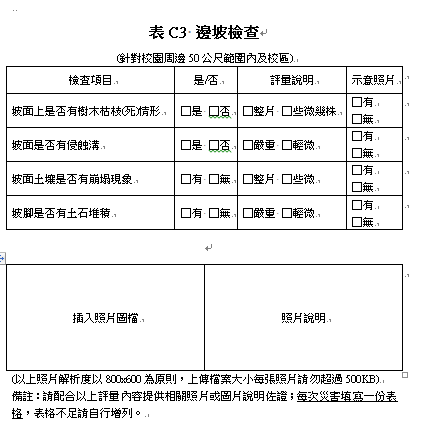 表 C3 邊坡檢查
(針對校園周邊 50 公尺範圍內及校區)
檢查項目 是/否 評量說明 示意照片
坡面上是否有樹木枯枝(死)情形 □是 □否 □整片 □些微幾株 □有
□無
坡面是否有侵蝕溝 □是 □否 □嚴重 □輕微 □有
□無
坡面土壤是否有崩塌現象 □有 □無 □整片 □些微 □有
□無
坡腳是否有土石堆積 □有 □無 □嚴重 □輕微 □有
□無
插入照片圖檔 照片說明
(以上照片解析度以 800x600 為原則，上傳檔案大小每張照片請勿超過 500KB)
備註：請配合以上評量內容提供相關照片或圖片說明佐證；每次災害填寫一份表
格，表格不足請自行增列。